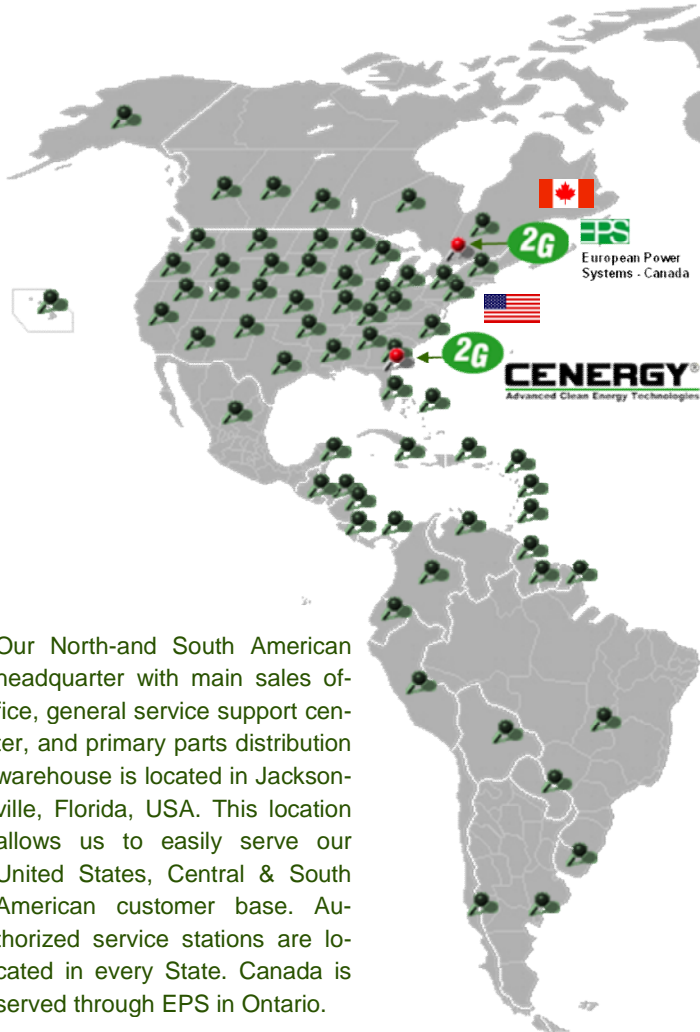 2G
EPS
European Power
Systems - Canada
2G
CENERGY®
Advanced Clean Energy Technologies
Our North-and South American
headquarter with main sales of-
fice, general service support cen-
ter, and primary parts distribution
warehouse is located in Jackson-
ville, Florida, USA. This location
allows us to easily serve our
United States, Central & South
American customer base. Au-
thorized service stations are lo-
cated in every State. Canada is
served through EPS in Ontario.